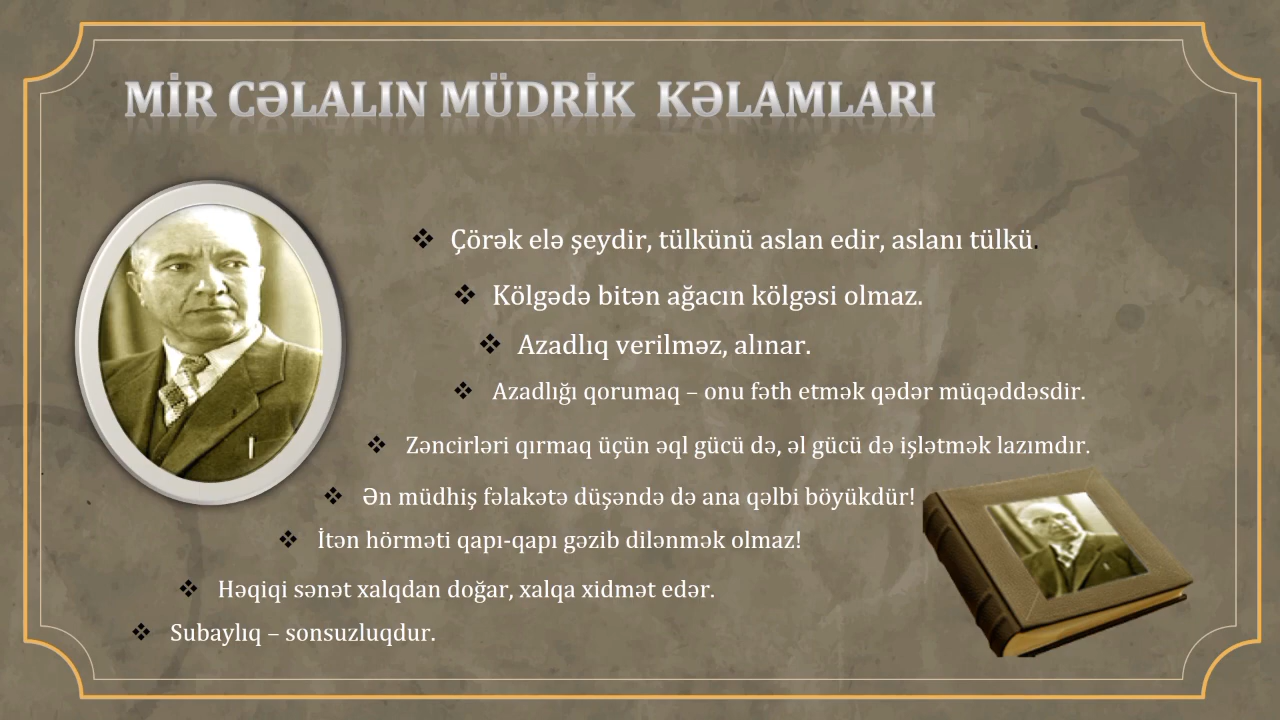 MİR CƏLALIN MÜDRİK KƏLAMLARI
❖ Çörək elə şeydir, tülkünü aslan edir, aslanı tülkü.
❖ Kölgədə bitən ağacın kölgəsi olmaz.
❖ Azadlıq verilməz, alınar.
❖ Azadlığı qorumaq – onu fəth etmək qədər müqəddəsdir.
❖ Zəncirləri qırmaq üçün əql gücü də, əl gücü də işlətmək lazımdır.
❖ Ən müdhiş fəlakətə düşəndə də ana qəlbi böyükdür!
❖ İtən hörməti qapı-qapı gəzib dilənmək olmaz!
❖ Həqiqi sənət xalqdan doğar, xalqa xidmət edər.
❖ Subaylıq – sonsuzluqdur.